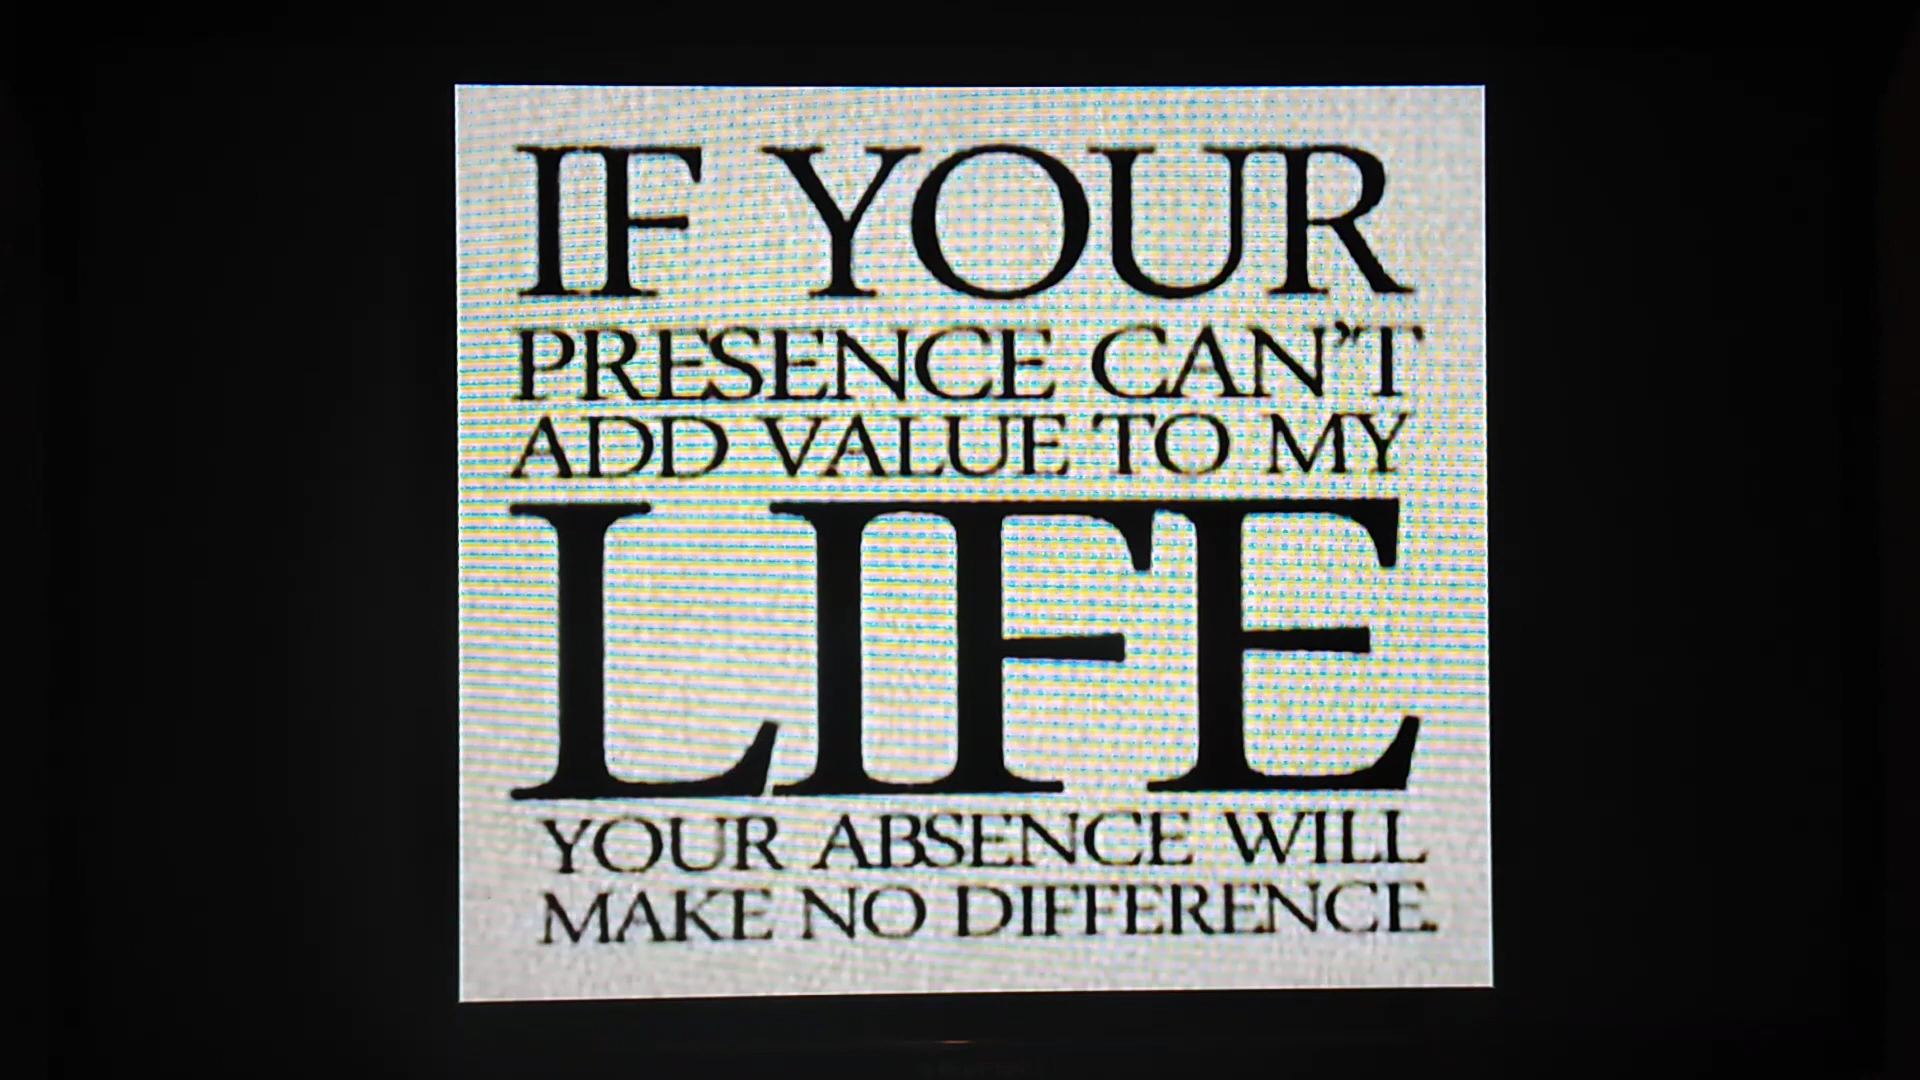 IF YOUR
PRESENCE CAN'T
ADD VALUE TO MY
LIFE
YOUR ABSENCE WILL
MAKE NO DIFFERENCE.